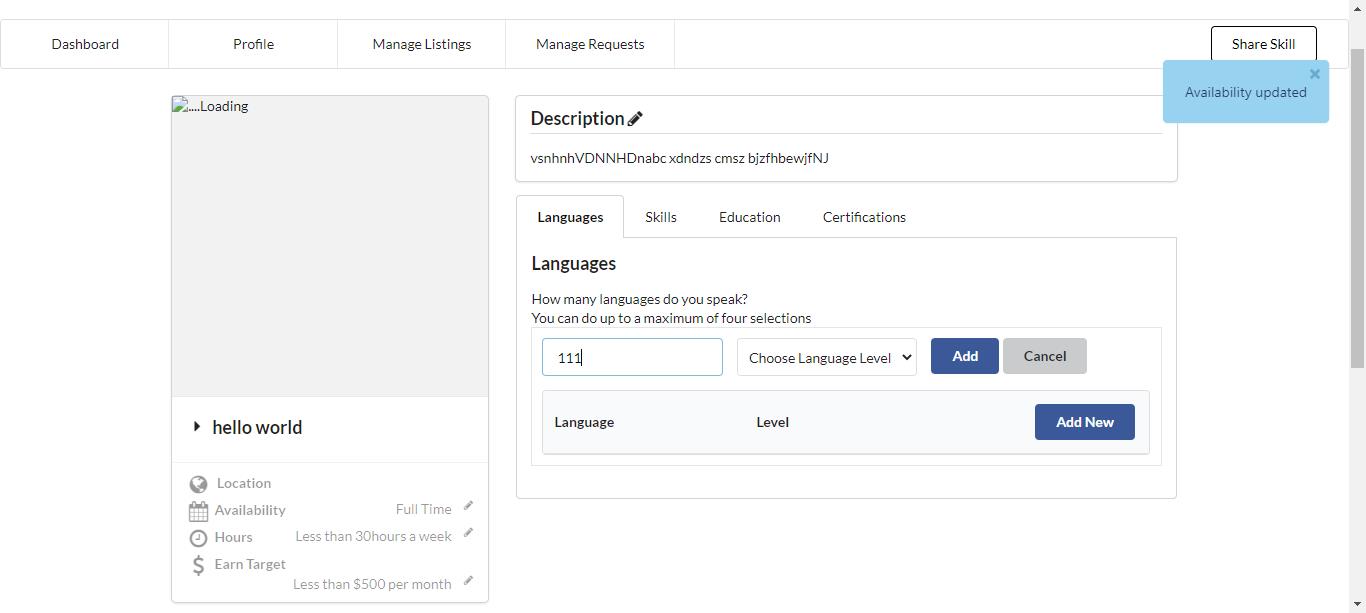 Dashboard
Profile
Manage Listings
Manage Requests
Share Skill
Availability updated
....Loading
hello world
Location
Availability
Full Time
Hours
Less than 30hours a week
Earn Target
Less than $500 per month
Description
vsnhnhVDNNHDnabc xdndzs cmsz bjzfhbewjfNJ
Languages
Skills
Education
Certifications
Languages
How many languages do you speak?
You can do up to a maximum of four selections
111
Choose Language Level
Add
Cancel
Language
Level
Add New